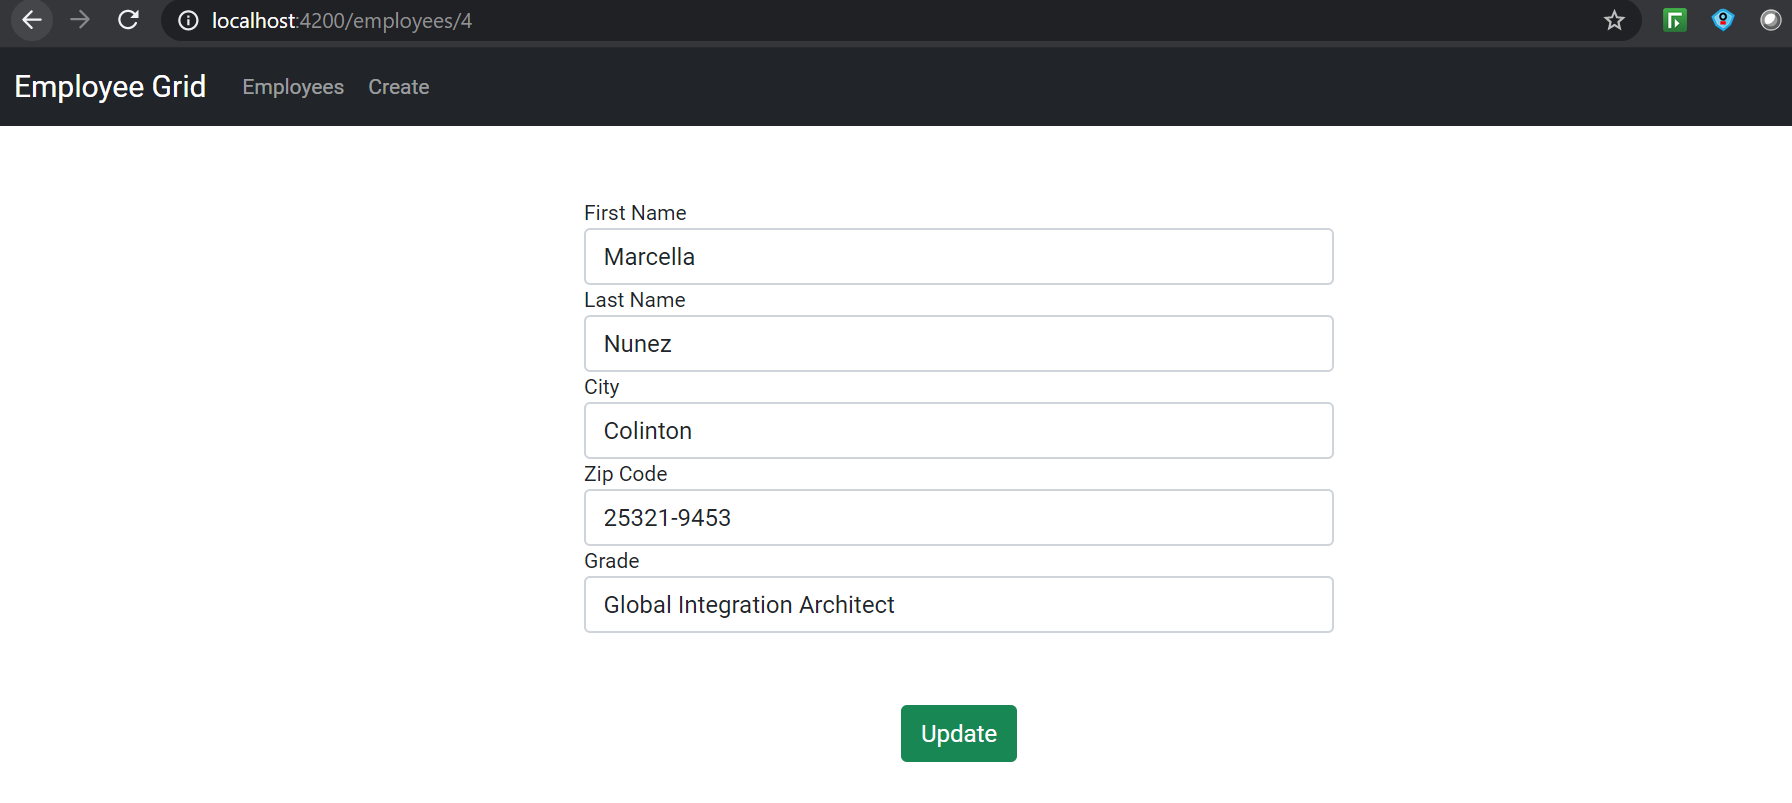 localhost:4200/employees/4
Employee Grid Employees Create
First Name
Marcella
Last Name
Nunez
City
Colinton
Zip Code
25321-9453
Grade
Global Integration Architect
Update